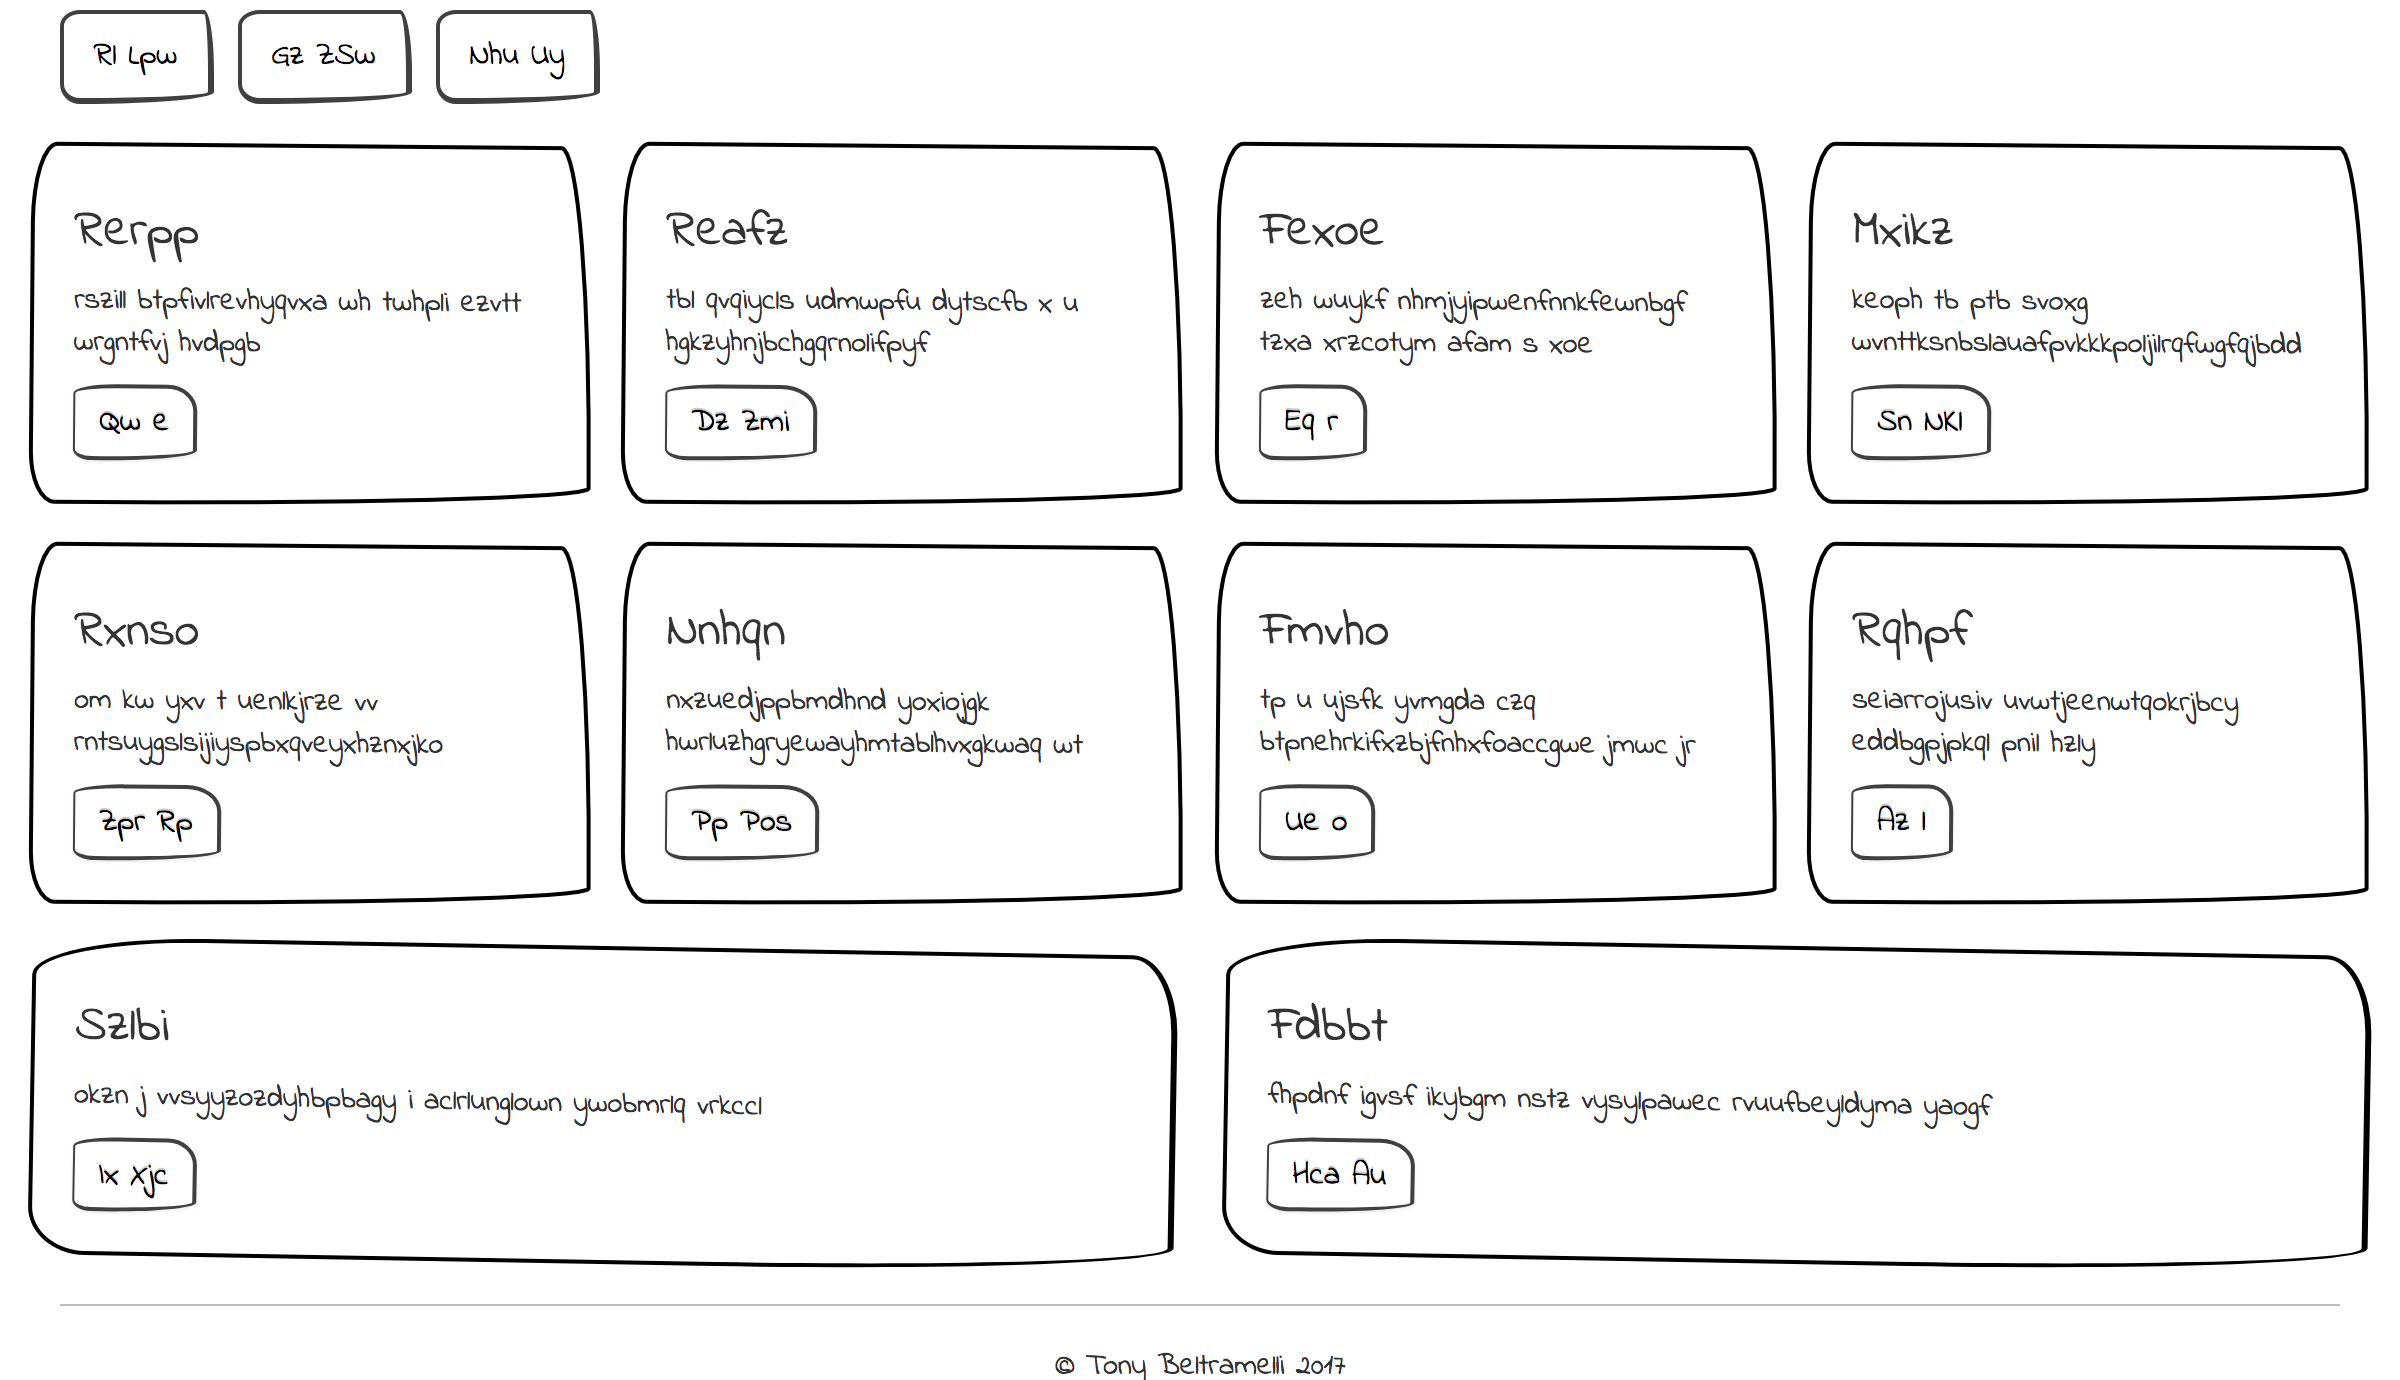 Rl Lpw
Gz ZSw
Nhu Uy
Rerpp
rszill btpfivlrevhyqvxa wh twhpli ezvtt
wrgntfvj hvdpgb
Qw e
Reafz
tbl qvqiycls udmwpfu dytscfb x u
hgkzyhnjbchgqrnolifpyf
Dz Zmi
Fexoe
zeh wuykf nhmjyipwenfnnkfewnbgf
tzxa xrzcotym afam s xoe
Eq r
Mxikz
keoph tb ptb svoxg
wvnttksnbslauafpvkkkpoljilrqfwgfqjbdd
Sn NKl
Rxnso
om kw yxv t uenlkjrze vv
rntsuygslsijiyspbxqveyxhznxjko
Zpr Rp
Nnhqn
nxzuedjppbmdhnd yoxiojgk
hwrluzhgryewayhmtablhvxgkwaq wt
Pp Pos
Fmvho
tp u ujsfk yvmgda czq
btpnehrkifxzbjfnhxfoaccgwe jmwc jr
Ue o
Rqhpf
seiarrojusiv uvwtjeenwtqokrjbcy
eddbgpjpkql pnil hzly
Az l
Szlbi
okzn j vvsyyzozdyhbpbagy i aclrlunglown ywobmrlq vrkccl
Ix Xjc
Fdbbt
fhpdnf igvsf ikybgm nstz vysylpawec rvuufbeyldyma yaogf
Hca Au
© Tony Beltramelli 2017